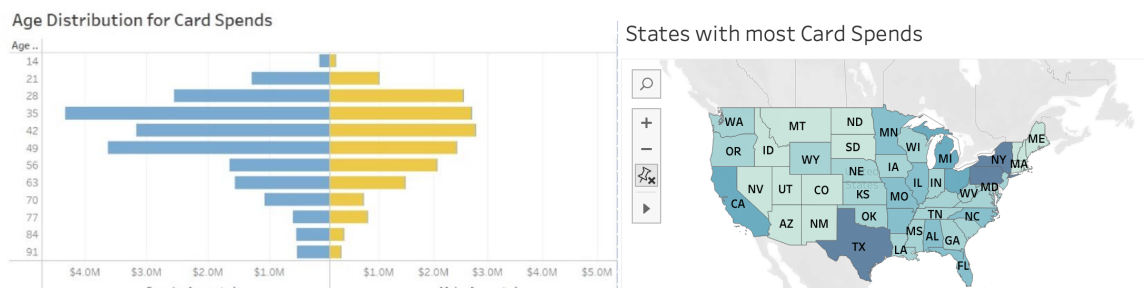 Age Distribution for Card Spends
Age ..
14
21
28
35
42
49
56
63
70
77
84
91
$4.0M $3.0M $2.0M $1.0M $1.0M $2.0M $3.0M $4.0M $5.0M
States with most Card Spends
WA MT ND MN ME
OR ID SD WI MI NY MA
WY IA
NV UT CO NE IL IN WV MD
CA KS MO
AZ NM OK TN NC
TX MS AL GA
LA
FL